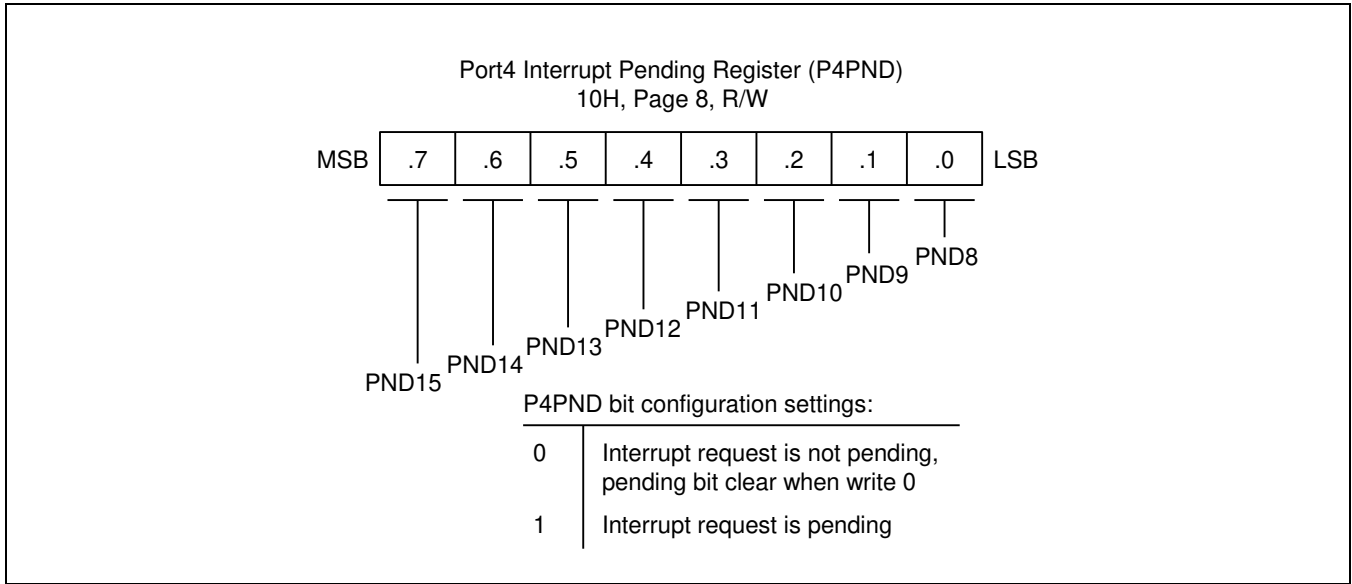 Port4 Interrupt Pending Register (P4PND)
10H, Page 8, R/W
MSB .7 .6 .5 .4 .3 .2 .1 .0 LSB
PND8
PND9
PND10
PND11
PND12
PND13
PND14
PND15
P4PND bit configuration settings:
0 Interrupt request is not pending,
pending bit clear when write 0
1 Interrupt request is pending